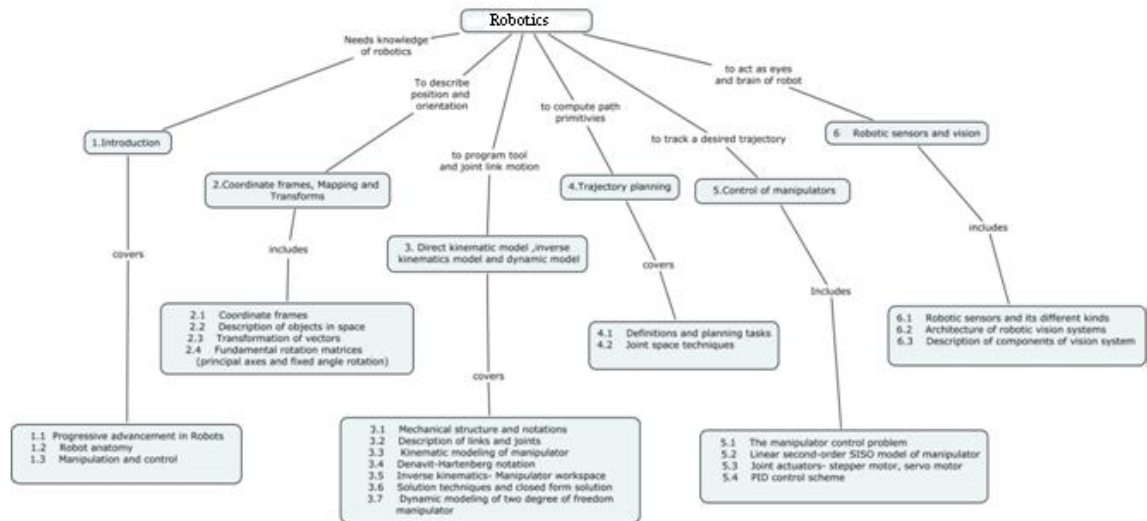 Robotics
Needs knowledge
of robotics
To describe
position and
orientation
to program tool
and joint link motion
to compute path
primitivies
to track a desired trajectory
to act as eyes
and brain of robot
1.Introduction
2.Coordinate frames, Mapping and
Transforms
3. Direct kinematic model ,inverse
kinematics model and dynamic model
4.Trajectory planning
5.Control of manipulators
6 Robotic sensors and vision
covers
includes
covers
covers
Includes
includes
1.1 Progressive advancement in Robots
1.2 Robot anatomy
1.3 Manipulation and control
2.1 Coordinate frames
2.2 Description of objects in space
2.3 Transformation of vectors
2.4 Fundamental rotation matrices
(principal axes and fixed angle rotation)
3.1 Mechanical structure and notations
3.2 Description of links and joints
3.3 Kinematic modeling of manipulator
3.4 Denavit-Hartenberg notation
3.5 Inverse kinematics- Manipulator workspace
3.6 Solution techniques and closed form solution
3.7 Dynamic modeling of two degree of freedom
manipulator
4.1 Definitions and planning tasks
4.2 Joint space techniques
5.1 The manipulator control problem
5.2 Linear second-order SISO model of manipulator
5.3 Joint actuators- stepper motor, servo motor
5.4 PID control scheme
6.1 Robotic sensors and its different kinds
6.2 Architecture of robotic vision systems
6.3 Description of components of vision system